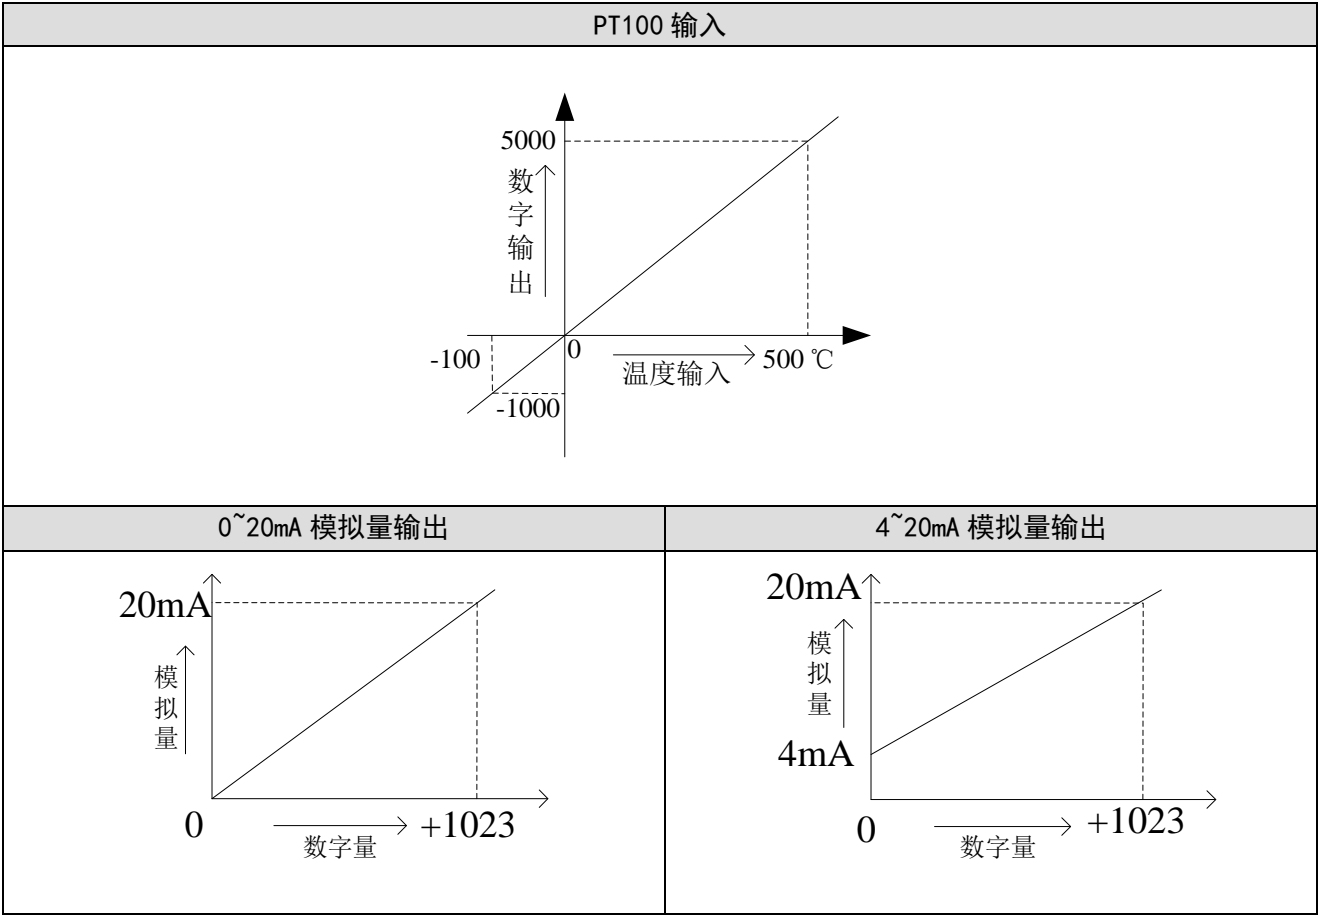 PT100 输入
5000
数字输出
-100
0
温度输入
500 ℃
-1000
0~20mA 模拟量输出
4~20mA 模拟量输出
20mA
模拟量
0
数字量
+1023
20mA
模拟量
4mA
0
数字量
+1023